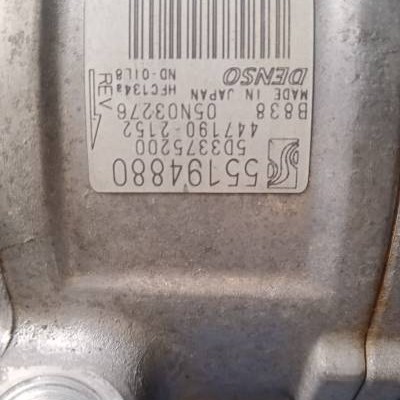 55194880
5D3375200
447190-2152
B838 05N03276
MADE IN JAPAN
DENSO
REV
HFC134a
ND-OIL8